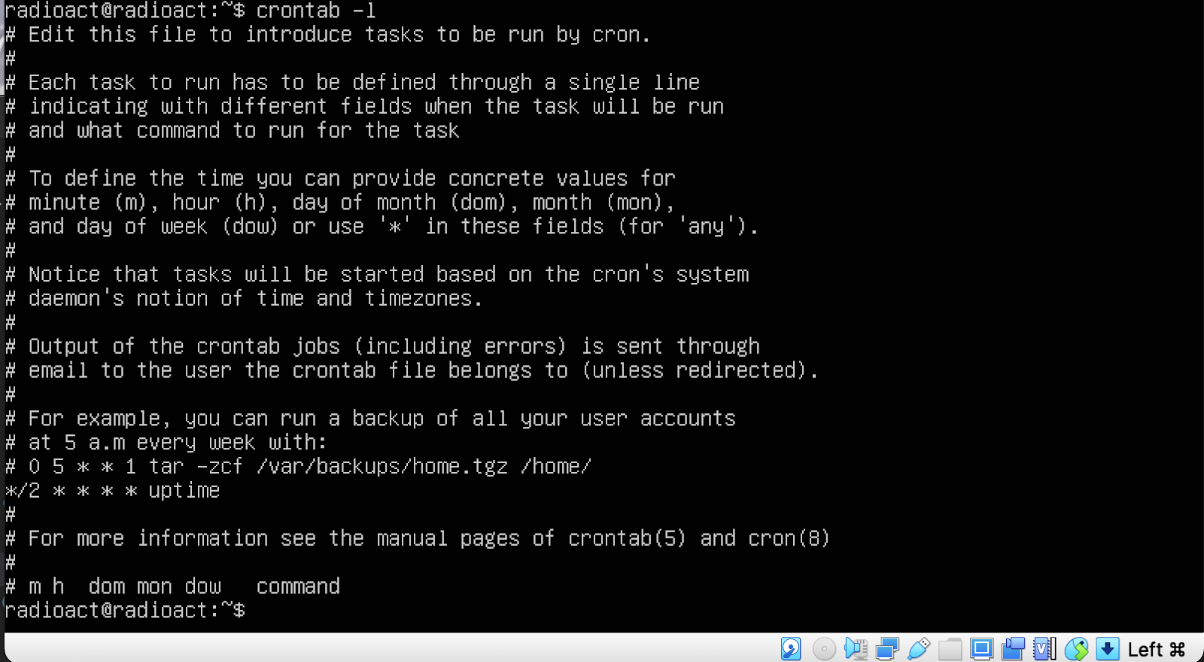 radioact@radioact:~$ crontab -l
# Edit this file to introduce tasks to be run by cron.
#
# Each task to run has to be defined through a single line
# indicating with different fields when the task will be run
# and what command to run for the task
#
# To define the time you can provide concrete values for
# minute (m), hour (h), day of month (dom), month (mon),
# and day of week (dow) or use '*' in these fields (for 'any').
#
# Notice that tasks will be started based on the cron's system
# daemon's notion of time and timezones.
#
# Output of the crontab jobs (including errors) is sent through
# email to the user the crontab file belongs to (unless redirected).
#
# For example, you can run a backup of all your user accounts
# at 5 a.m every week with:
# 0 5 * * 1 tar -zcf /var/backups/home.tgz /home/
*/2 * * * * uptime
#
# For more information see the manual pages of crontab(5) and cron(8)
#
# m h  dom mon dow   command
radioact@radioact:~$
Left ⌘